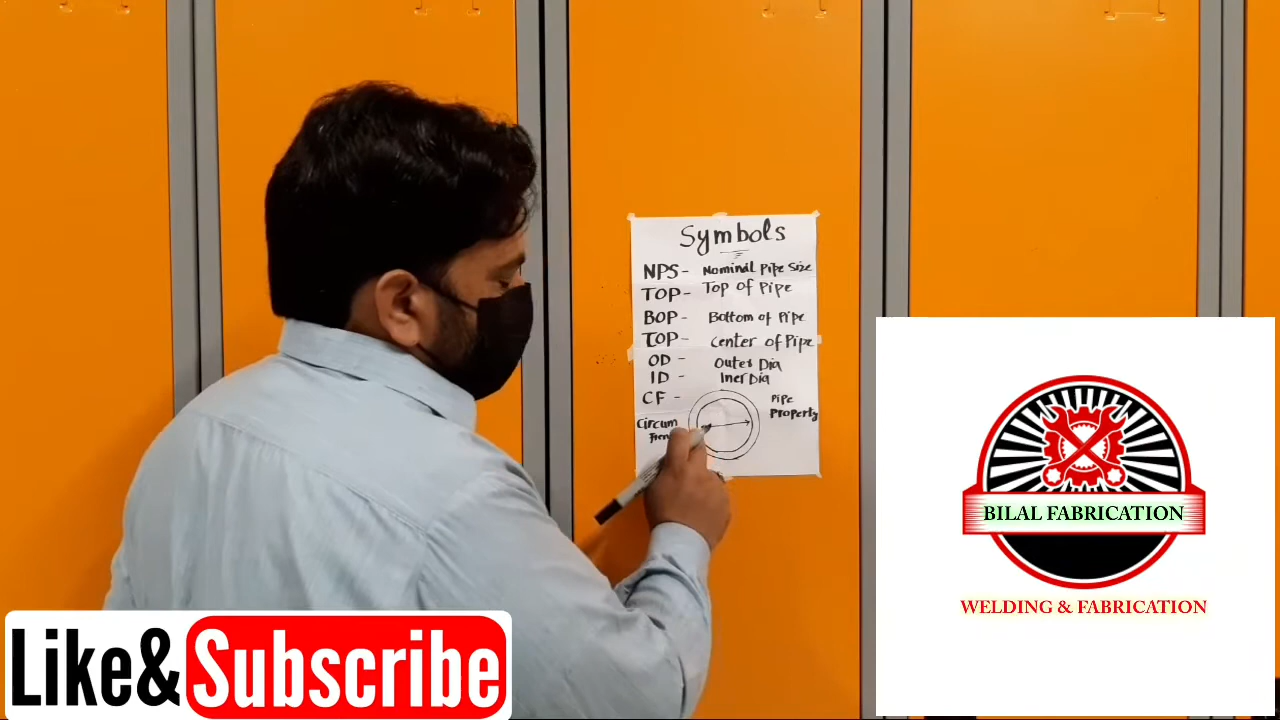 Symbols
NPS - Nominal Pipe Size
TOP - Top of Pipe
BOP - Bottom of Pipe
TOP - Center of Pipe
OD - Outer Dia
ID - Iner Dia
CF -
Pipe
Property
Circum
BILAL FABRICATION
WELDING & FABRICATION
Like& Subscribe